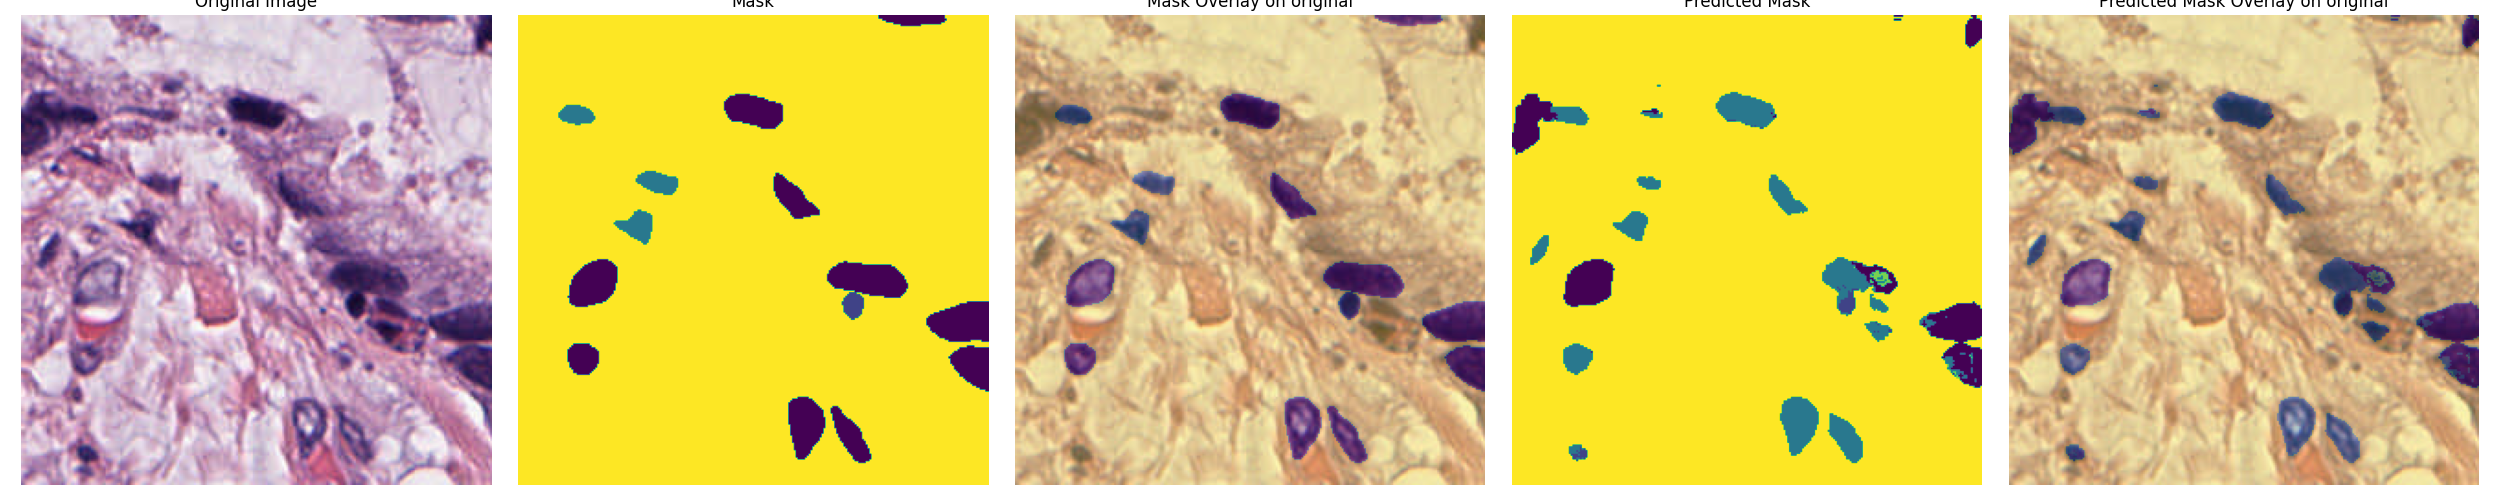 Original Image
Mask
Mask Overlay on original
Predicted Mask
Predicted Mask Overlay on original